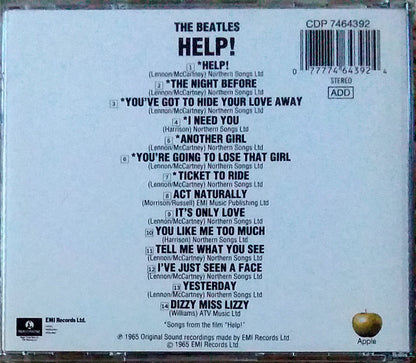 THE BEATLES
HELP!
CDP 7464392
0 77774 64392 4
STEREO
ADD
1 *HELP!
(Lennon/McCartney) Northern Songs Ltd
2 *THE NIGHT BEFORE
(Lennon/McCartney) Northern Songs Ltd
3 *YOU'VE GOT TO HIDE YOUR LOVE AWAY
(Lennon/McCartney) Northern Songs Ltd
4 *I NEED YOU
(Harrison) Northern Songs Ltd
5 *ANOTHER GIRL
(Lennon/McCartney) Northern Songs Ltd
6 *YOU'RE GOING TO LOSE THAT GIRL
(Lennon/McCartney) Northern Songs Ltd
7 *TICKET TO RIDE
(Lennon/McCartney) Northern Songs Ltd
8 ACT NATURALLY
(Morrison/Russell) EMI Music Publishing Ltd
9 IT'S ONLY LOVE
(Lennon/McCartney) Northern Songs Ltd
10 YOU LIKE ME TOO MUCH
(Harrison) Northern Songs Ltd
11 TELL ME WHAT YOU SEE
(Lennon/McCartney) Northern Songs Ltd
12 I'VE JUST SEEN A FACE
(Lennon/McCartney) Northern Songs Ltd
13 YESTERDAY
(Lennon/McCartney) Northern Songs Ltd
14 DIZZY MISS LIZZY
(Williams) ATV Music Ltd
*Songs from the film "Help!"
EMI Records Ltd.
Apple
℗ 1965 Original Sound recordings made by EMI Records Ltd
© 1965 EMI Records Ltd.